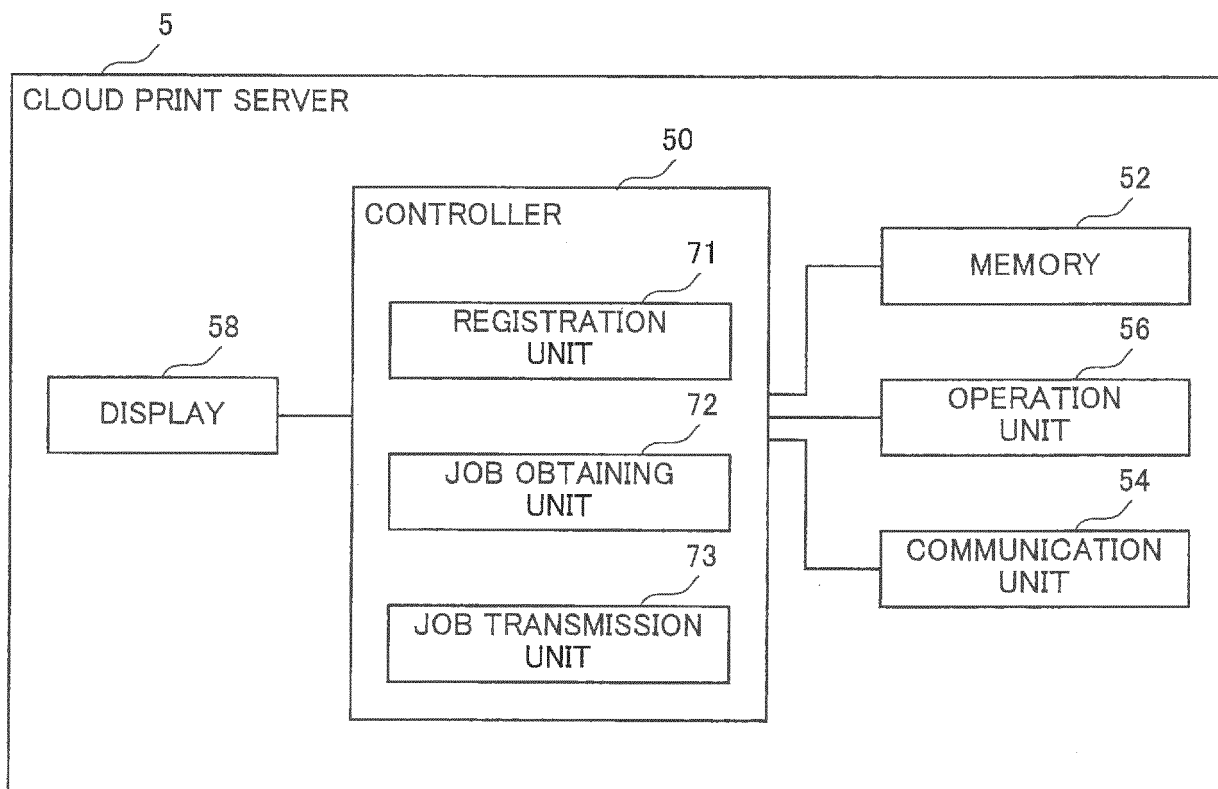 5
CLOUD PRINT SERVER
50
CONTROLLER
52
MEMORY
71
REGISTRATION
UNIT
58
DISPLAY
56
OPERATION
UNIT
72
JOB OBTAINING
UNIT
54
COMMUNICATION
UNIT
73
JOB TRANSMISSION
UNIT